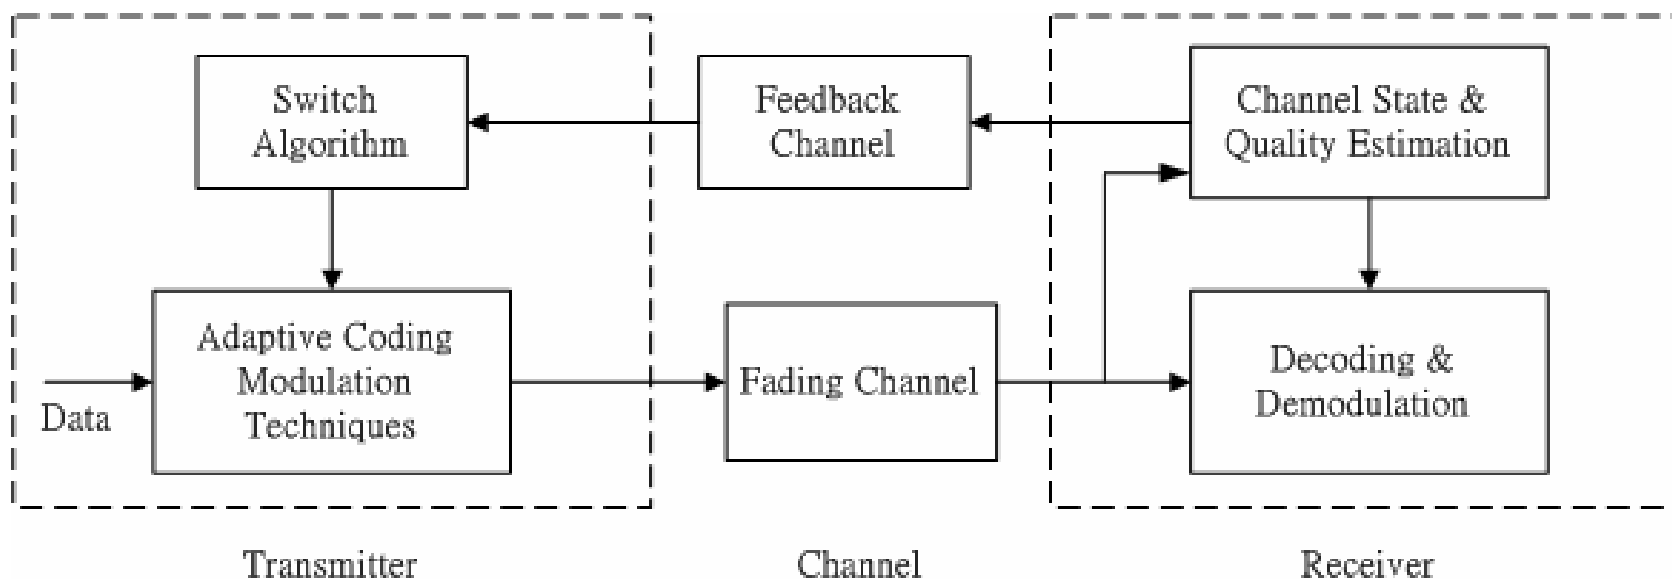 Switch
Algorithm
Feedback
Channel
Channel State &
Quality Estimation
Adaptive Coding
Modulation
Techniques
Data
Fading Channel
Decoding &
Demodulation
Transmitter
Channel
Receiver